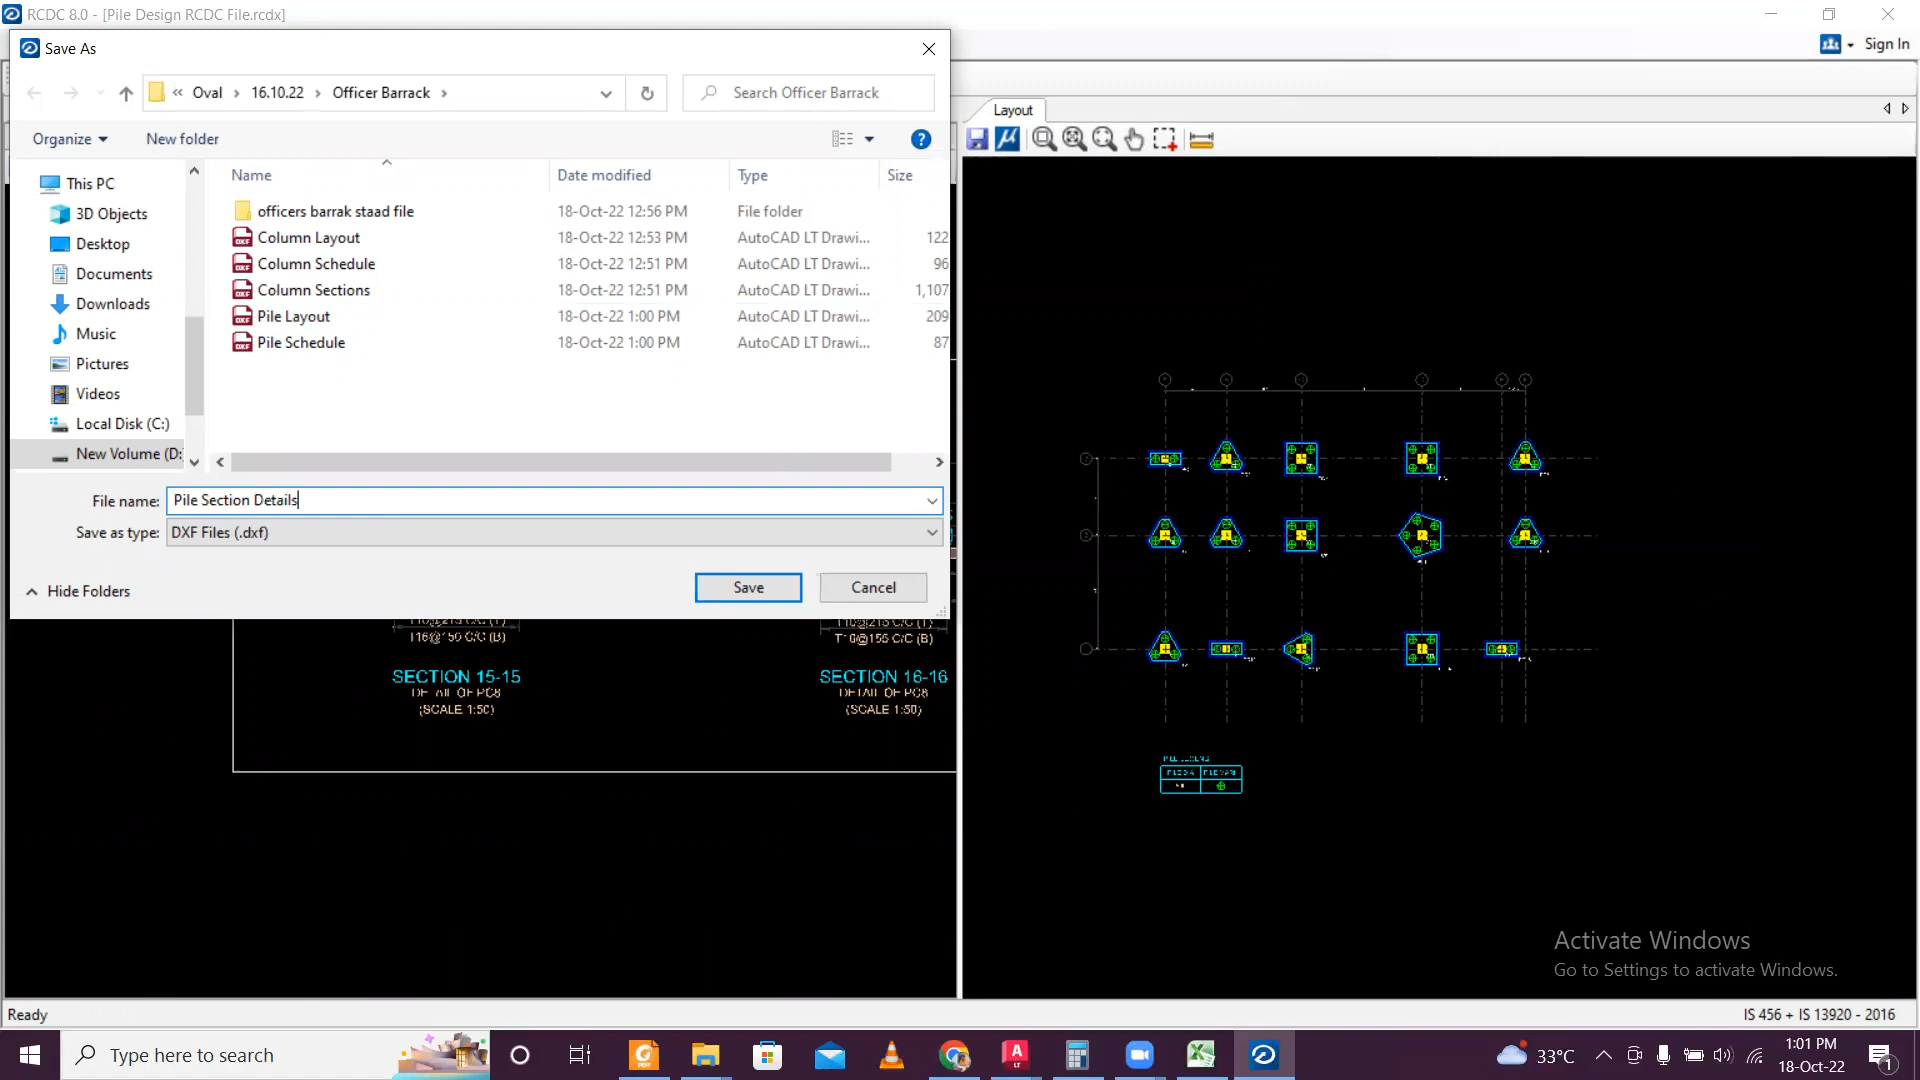 RCDC 8.0 - [Pile Design RCDC File.rcdx]
Save As
Sign In
Oval
16.10.22
Officer Barrack
Search Officer Barrack
Layout
Organize
New folder
Name
Date modified
Type
Size
This PC
3D Objects
Desktop
Documents
Downloads
Music
Pictures
Videos
Local Disk (C:)
New Volume (D:
officers barrak staad file 18-Oct-22 12:56 PM File folder
Column Layout 18-Oct-22 12:53 PM AutoCAD LT Drawi... 122
Column Schedule 18-Oct-22 12:51 PM AutoCAD LT Drawi... 96
Column Sections 18-Oct-22 12:51 PM AutoCAD LT Drawi... 1,107
Pile Layout 18-Oct-22 1:00 PM AutoCAD LT Drawi... 209
Pile Schedule 18-Oct-22 1:00 PM AutoCAD LT Drawi... 87
File name: Pile Section Details
Save as type: DXF Files (.dxf)
Hide Folders
Save
Cancel
SECTION 15-15
(SCALE 1:50)
SECTION 16-16
DETAIL OF PC8
(SCALE 1:50)
Activate Windows
Go to Settings to activate Windows.
Ready
IS 456 + IS 13920 - 2016
Type here to search
33°C
1:01 PM
18-Oct-22
1